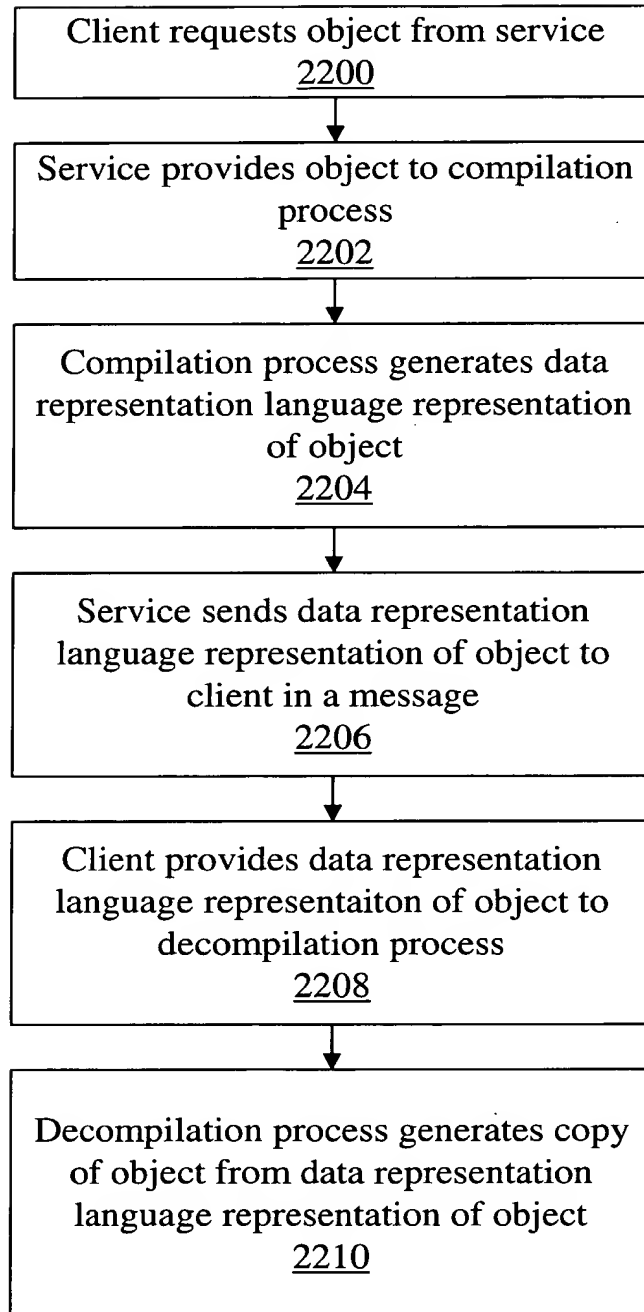 Client requests object from service
2200
Service provides object to compilation
process
2202
Compilation process generates data
representation language representation
of object
2204
Service sends data representation
language representation of object to
client in a message
2206
Client provides data representation
language representaiton of object to
decompilation process
2208
Decompilation process generates copy
of object from data representation
language representation of object
2210